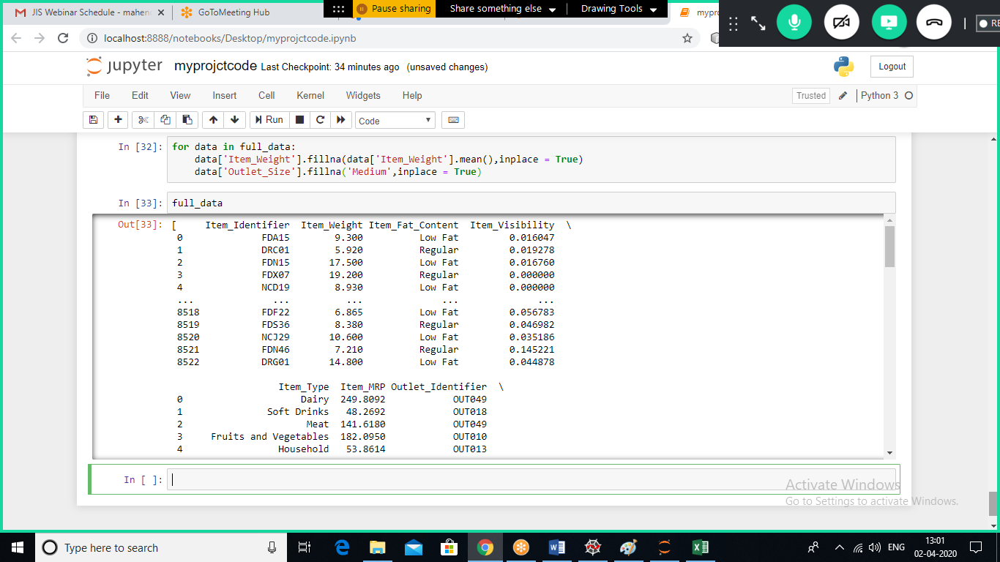 JIS Webinar Schedule - mahen
GoToMeeting Hub
Pause sharing
Share something else
Drawing Tools
mypro
RE
localhost:8888/notebooks/Desktop/myprojctcode.ipynb
jupyter myprojctcode Last Checkpoint: 34 minutes ago (unsaved changes)
Logout
File Edit View Insert Cell Kernel Widgets Help
Trusted
Python 3
Run
Code
In [32]: for data in full_data:
    data['Item_Weight'].fillna(data['Item_Weight'].mean(),inplace = True)
    data['Outlet_Size'].fillna('Medium',inplace = True)
In [33]: full_data
Out[33]: [     Item_Identifier  Item_Weight Item_Fat_Content  Item_Visibility  \
0              FDA15        9.300          Low Fat         0.016047
1              DRC01        5.920          Regular         0.019278
2              FDN15       17.500          Low Fat         0.016760
3              FDX07       19.200          Regular         0.000000
4              NCD19        8.930          Low Fat         0.000000
...              ...          ...              ...              ...
8518           FDF22        6.865          Low Fat         0.056783
8519           FDS36        8.380          Regular         0.046982
8520           NCJ29       10.600          Low Fat         0.035186
8521           FDN46        7.210          Regular         0.145221
8522           DRG01       14.800          Low Fat         0.044878
Item_Type  Item_MRP Outlet_Identifier  \
0                     Dairy  249.8092            OUT049
1               Soft Drinks   48.2692            OUT018
2                      Meat  141.6180            OUT049
3     Fruits and Vegetables  182.0950            OUT010
4                 Household   53.8614            OUT013
In [ ]:
Activate Windows
Go to Settings to activate Windows.
Type here to search
ENG
13:01
02-04-2020